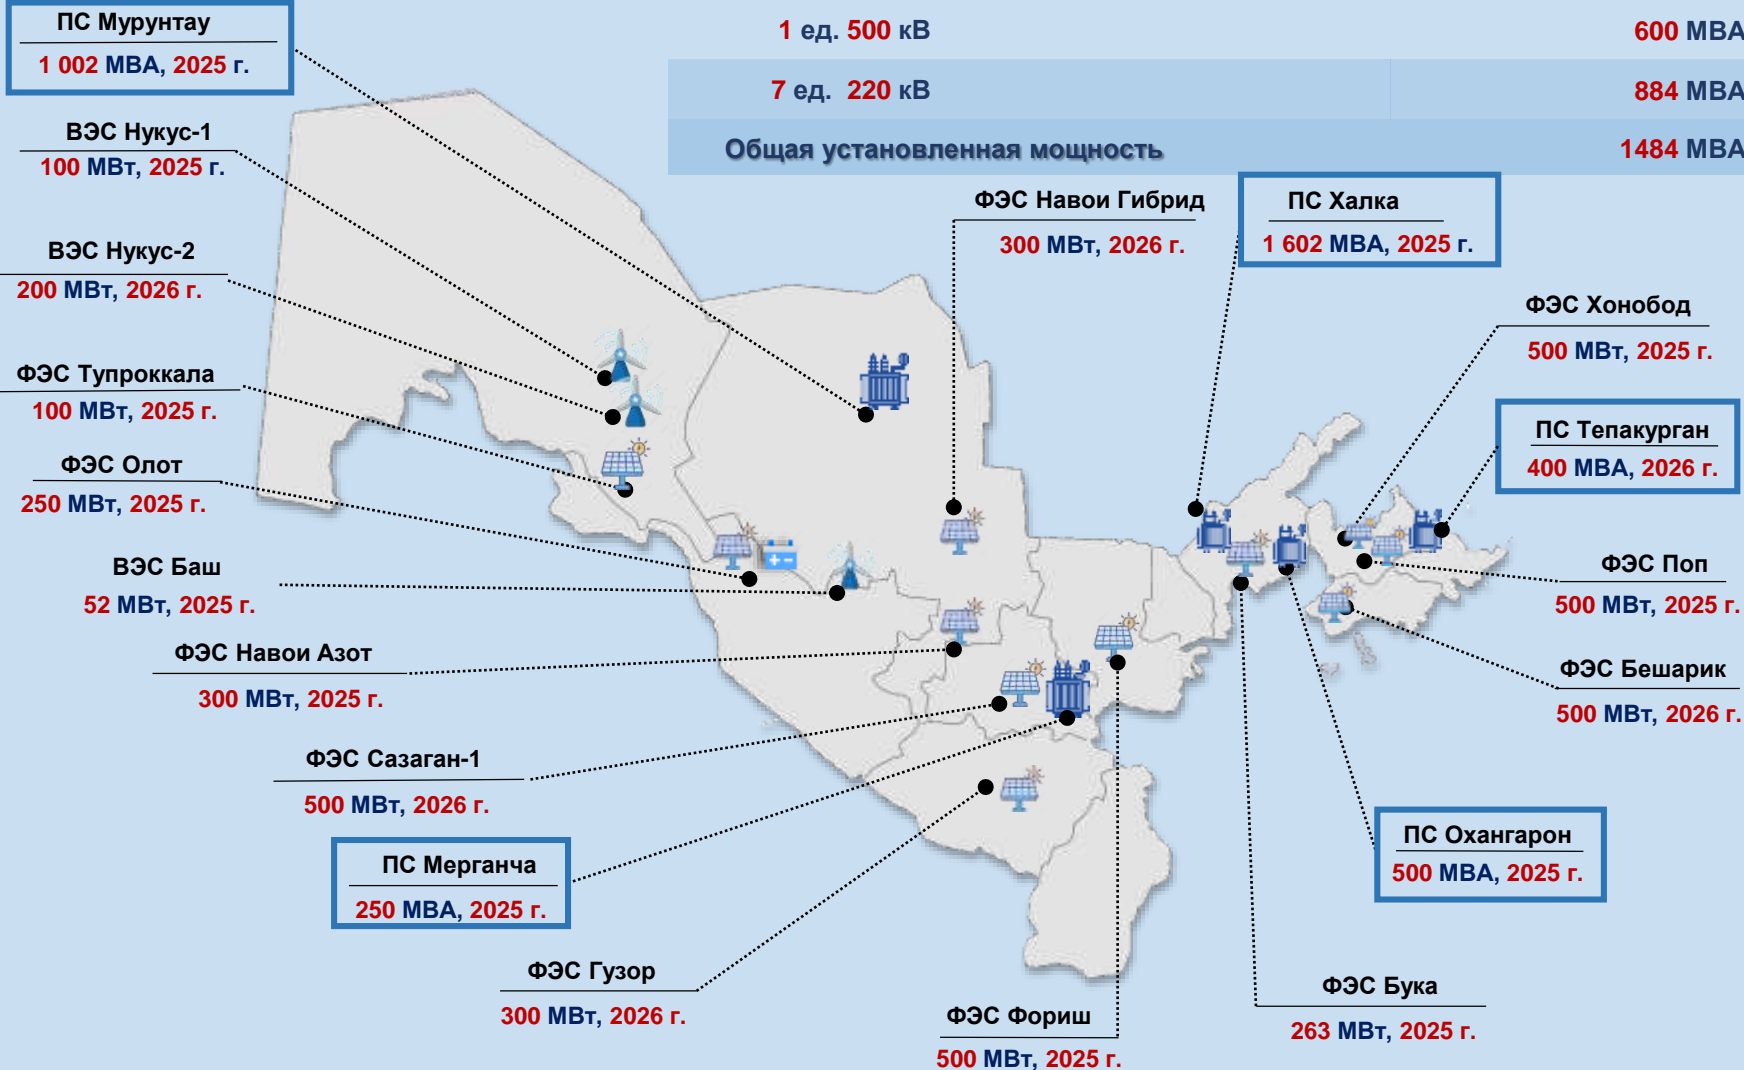 ПС Мурунтау
1 002 МВА, 2025 г.
1 ед. 500 кВ 600 МВА
7 ед. 220 кВ 884 МВА
Общая установленная мощность 1484 МВА
ВЭС Нукус-1
100 МВт, 2025 г.
ВЭС Нукус-2
200 МВт, 2026 г.
ФЭС Тупроккала
100 МВт, 2025 г.
ФЭС Олот
250 МВт, 2025 г.
ВЭС Баш
52 МВт, 2025 г.
ФЭС Навои Азот
300 МВт, 2025 г.
ФЭС Сазаган-1
500 МВт, 2026 г.
ПС Мерганча
250 МВА, 2025 г.
ФЭС Гузор
300 МВт, 2026 г.
ФЭС Навои Гибрид
300 МВт, 2026 г.
ПС Халка
1 602 МВА, 2025 г.
ФЭС Хонобод
500 МВт, 2025 г.
ПС Тепакурган
400 МВА, 2026 г.
ФЭС Поп
500 МВт, 2025 г.
ФЭС Бешарик
500 МВт, 2026 г.
ПС Охангарон
500 МВА, 2025 г.
ФЭС Бука
263 МВт, 2025 г.
ФЭС Фориш
500 МВт, 2025 г.